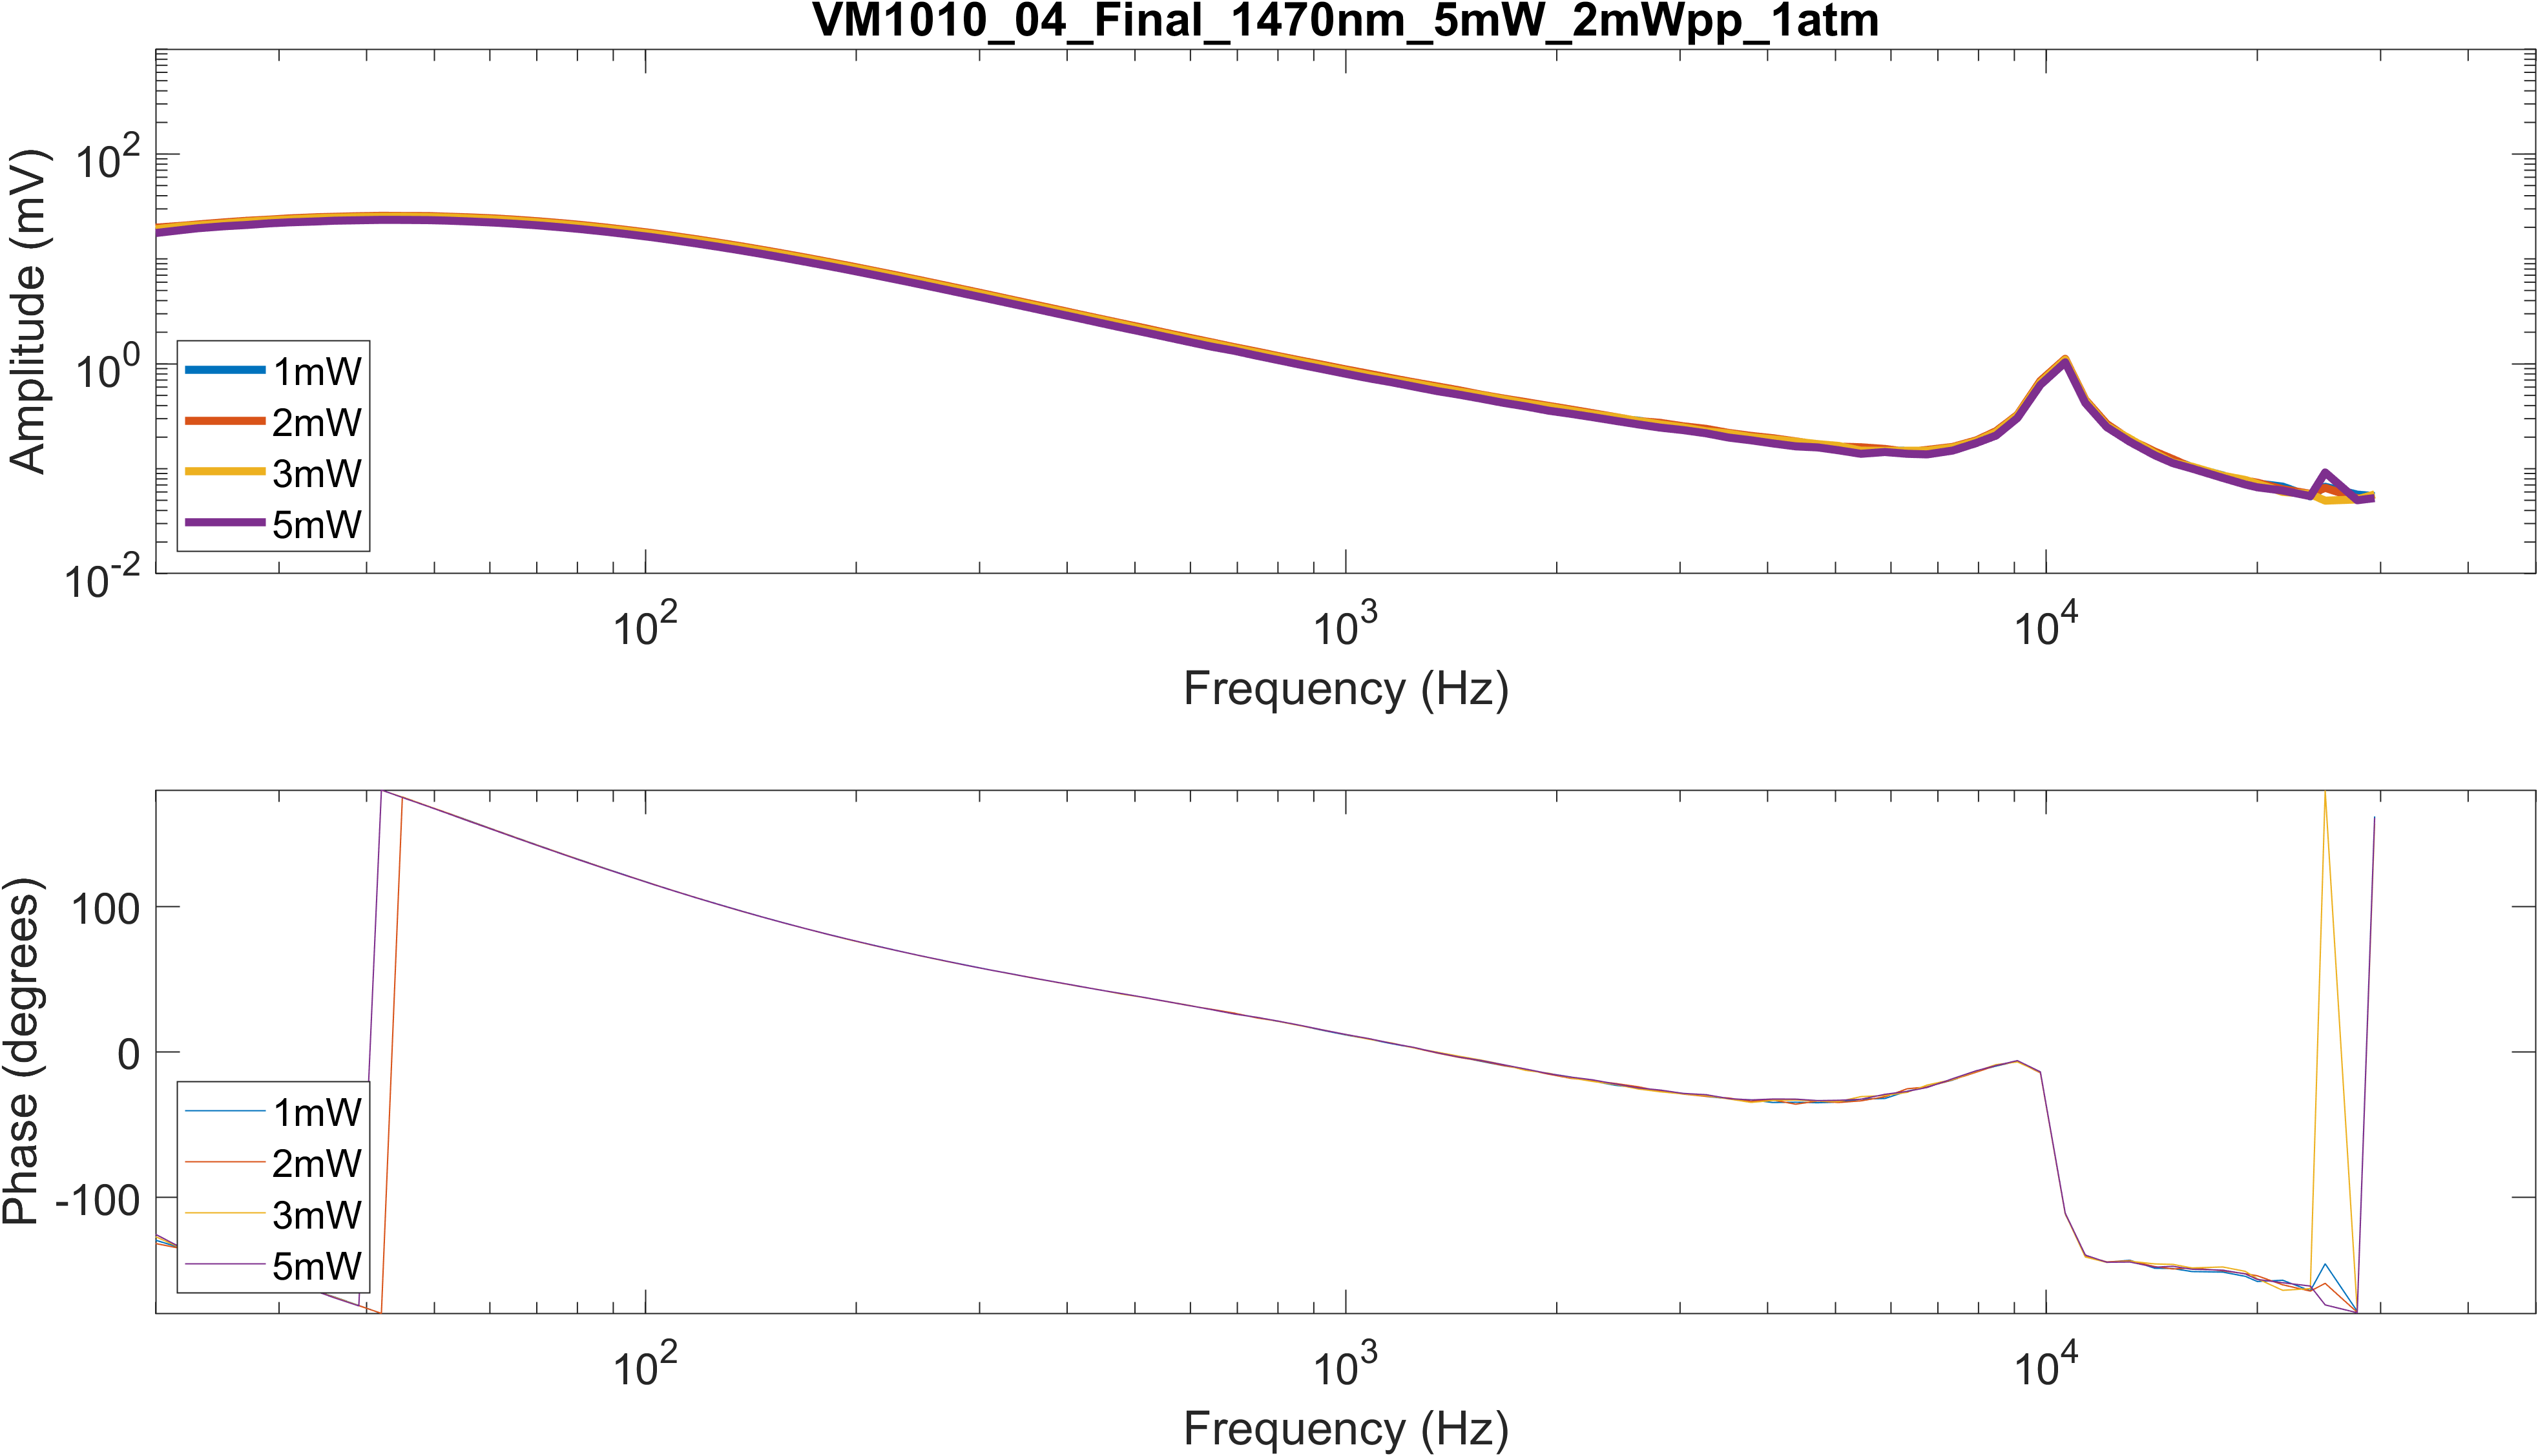 VM1010_04_Final_1470nm_5mW_2mWpp_1atm
Amplitude (mV)
10^2
10^0
10^-2
1mW
2mW
3mW
5mW
10^2 10^3 10^4
Frequency (Hz)
Phase (degrees)
100
0
-100
1mW
2mW
3mW
5mW
10^2 10^3 10^4
Frequency (Hz)